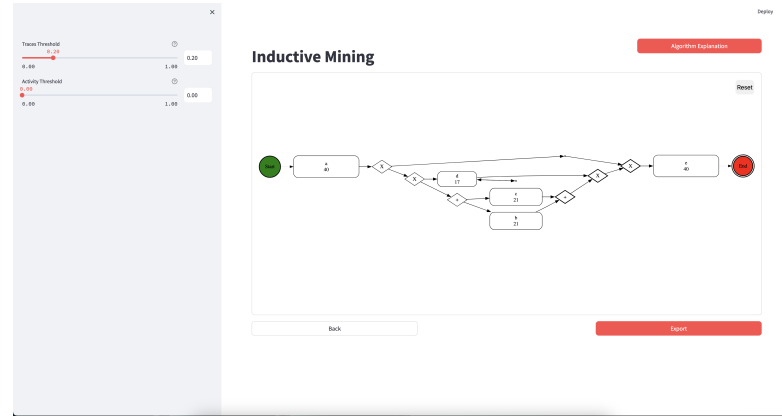 Deploy
Traces Threshold
0.20
0.20
0.00 1.00
Activity Threshold
0.00
0.00
0.00 1.00
Inductive Mining
Algorithm Explanation
Reset
Start
a
40
X
X
d
17
+
c
21
b
21
+
X
X
e
40
End
Back
Export